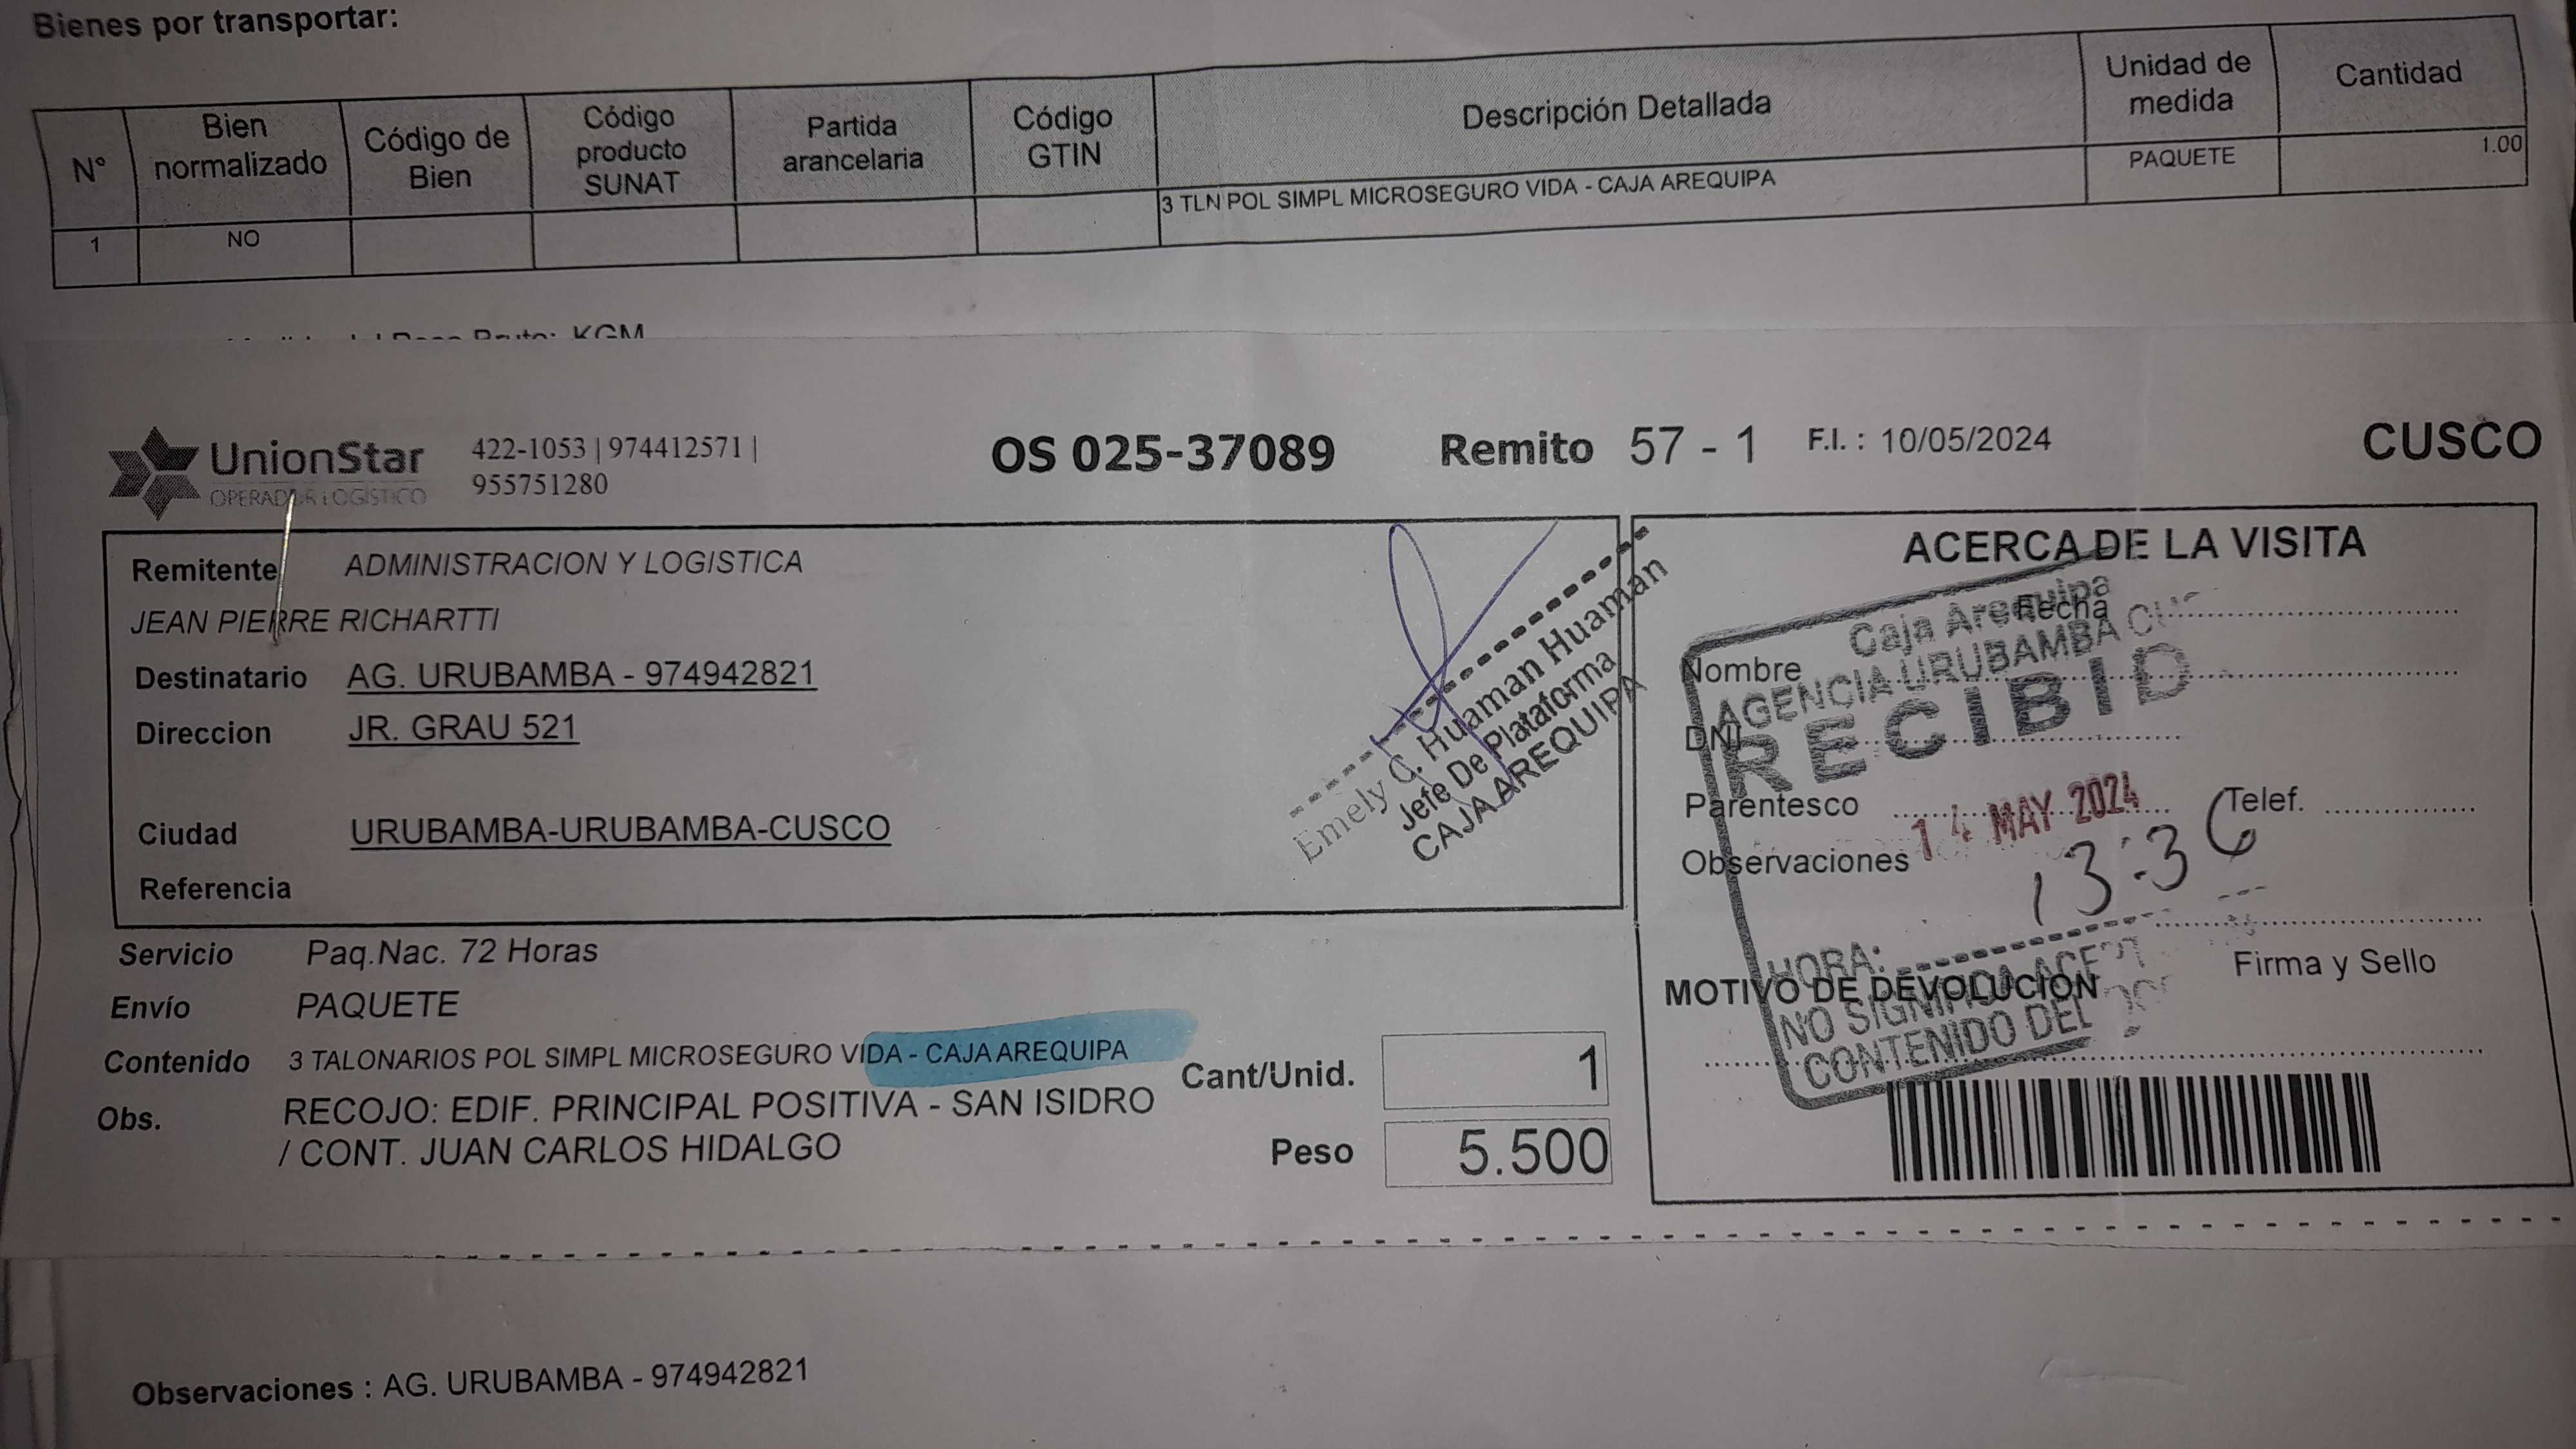 Bienes por transportar:
N° Bien normalizado Código de Bien Código producto SUNAT Partida arancelaria Código GTIN Descripción Detallada Unidad de medida Cantidad
1 NO 3 TLN POL SIMPL MICROSEGURO VIDA - CAJA AREQUIPA PAQUETE 1.00
Peso Bruto: KGM
UnionStar
OPERADOR LOGÍSTICO
422-1053 | 974412571 |
955751280
OS 025-37089
Remito 57 - 1
F.I. : 10/05/2024
CUSCO
Remitente ADMINISTRACION Y LOGISTICA
JEAN PIERRE RICHARTTI
Destinatario AG. URUBAMBA - 974942821
Direccion JR. GRAU 521
Ciudad URUBAMBA-URUBAMBA-CUSCO
Referencia
Emely C. Huaman Huaman
Jefe De Plataforma
CAJA AREQUIPA
ACERCA DE LA VISITA
Fecha
Nombre
DNI
Parentesco
Telef.
Observaciones
Firma y Sello
MOTIVO DE DEVOLUCION
Caja Arequipa
AGENCIA URUBAMBA
RECIBID
14 MAY 2024
13:36
HORA:
NO SIGNIFICA
CONTENIDO DEL
Servicio Paq.Nac. 72 Horas
Envío PAQUETE
Contenido 3 TALONARIOS POL SIMPL MICROSEGURO VIDA - CAJA AREQUIPA
Obs. RECOJO: EDIF. PRINCIPAL POSITIVA - SAN ISIDRO
/ CONT. JUAN CARLOS HIDALGO
Cant/Unid. 1
Peso 5.500
Observaciones : AG. URUBAMBA - 974942821